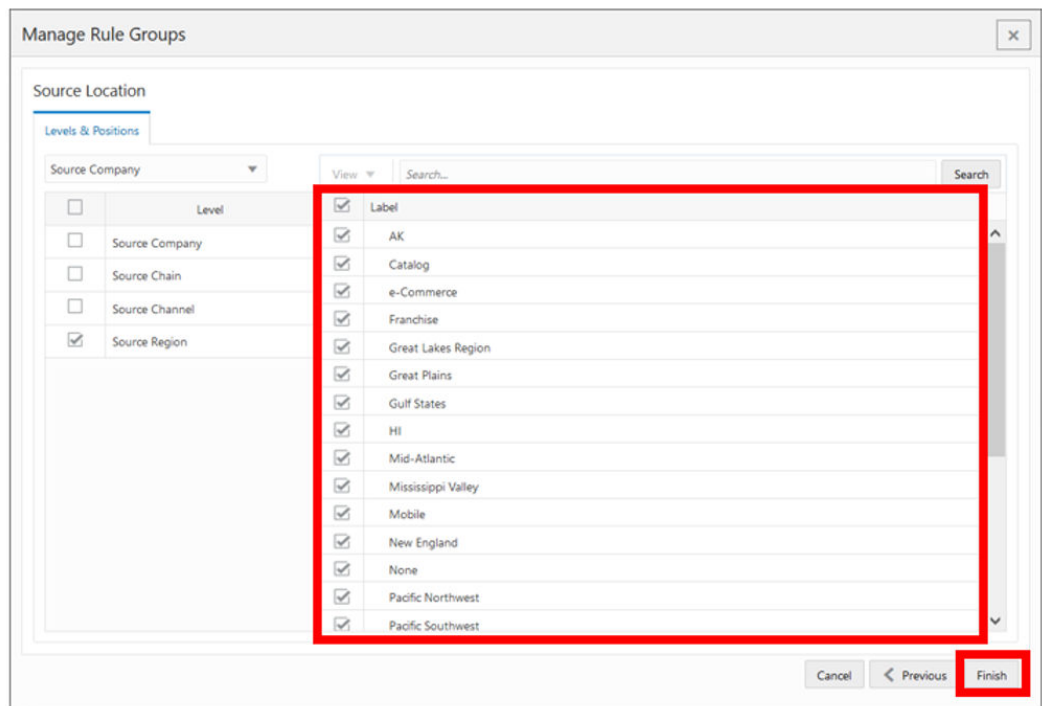 Manage Rule Groups
Source Location
Levels & Positions
Source Company
View
Search...
Search
Level
Source Company
Source Chain
Source Channel
Source Region
Label
AK
Catalog
e-Commerce
Franchise
Great Lakes Region
Great Plains
Gulf States
HI
Mid-Atlantic
Mississippi Valley
Mobile
New England
None
Pacific Northwest
Pacific Southwest
Cancel
Previous
Finish